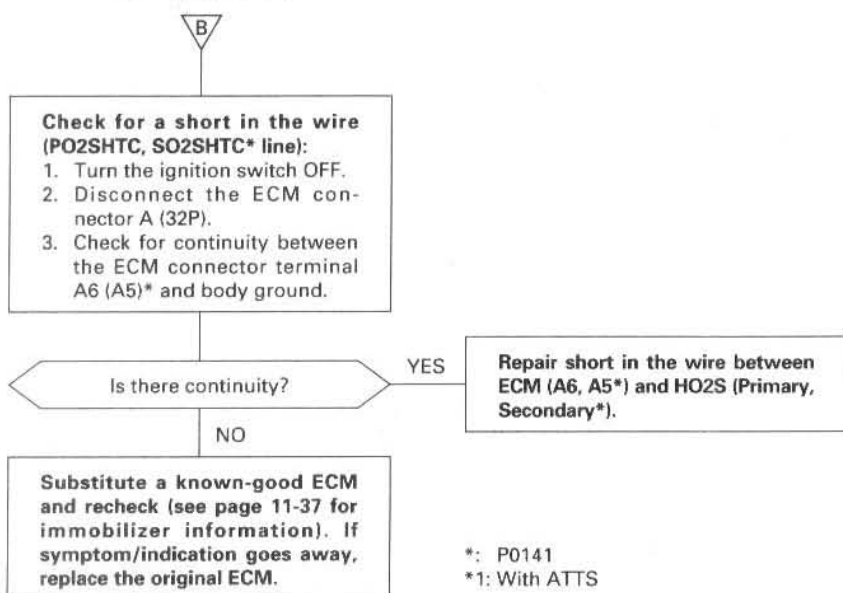 B
Check for a short in the wire
(PO2SHTC, SO2SHTC* line):
1. Turn the ignition switch OFF.
2. Disconnect the ECM con-
nector A (32P).
3. Check for continuity between
the ECM connector terminal
A6 (A5)* and body ground.
Is there continuity?
YES
Repair short in the wire between
ECM (A6, A5*) and HO2S (Primary,
Secondary*).
NO
Substitute a known-good ECM
and recheck (see page 11-37 for
immobilizer information). If
symptom/indication goes away,
replace the original ECM.
*: P0141
*1: With ATTS